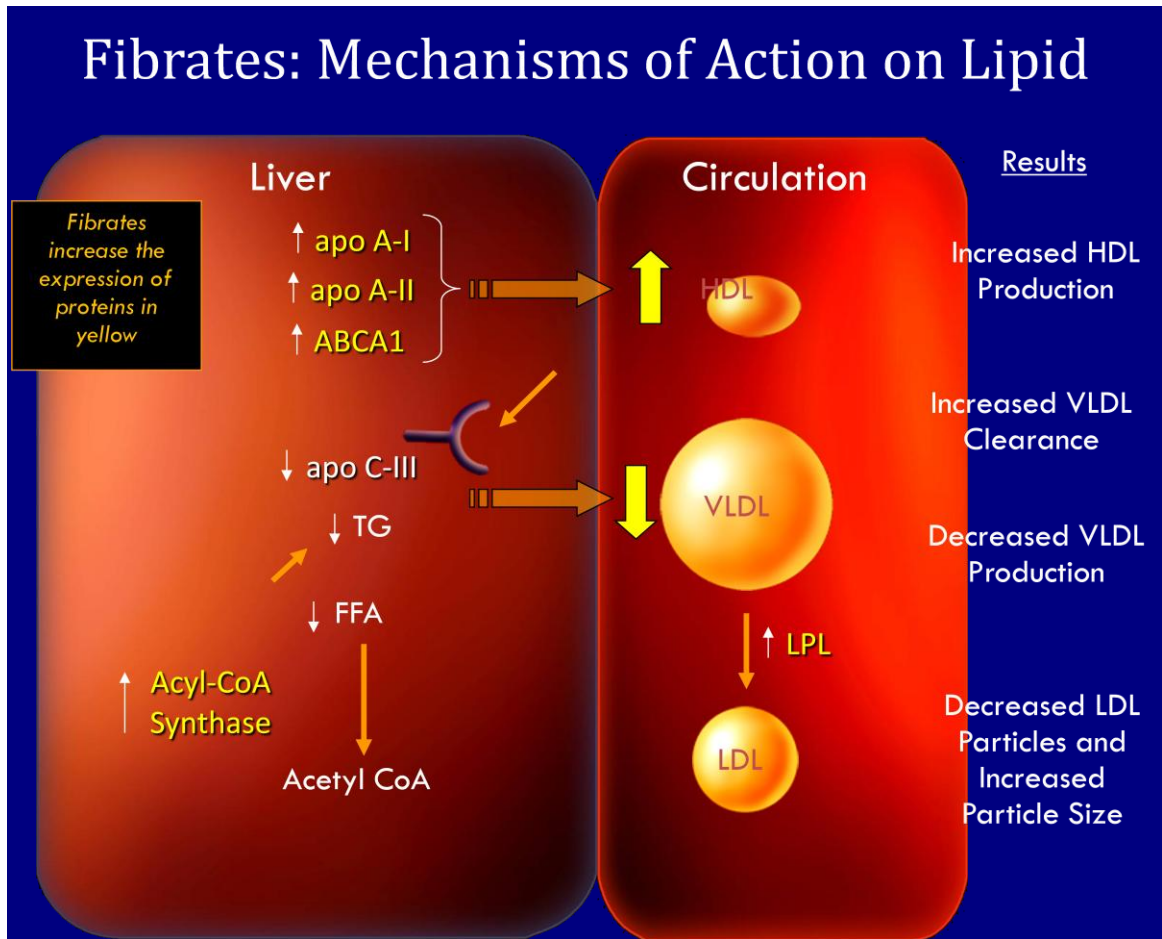 Fibrates: Mechanisms of Action on Lipid
Liver
Fibrates
increase the
expression of
proteins in
yellow
↑ apo A-I
↑ apo A-II
↑ ABCA1
↓ apo C-III
↓ TG
↓ FFA
↑ Acyl-CoA
Synthase
Acetyl CoA
Circulation
HDL
VLDL
↑ LPL
LDL
Results
Increased HDL
Production
Increased VLDL
Clearance
Decreased VLDL
Production
Decreased LDL
Particles and
Increased
Particle Size